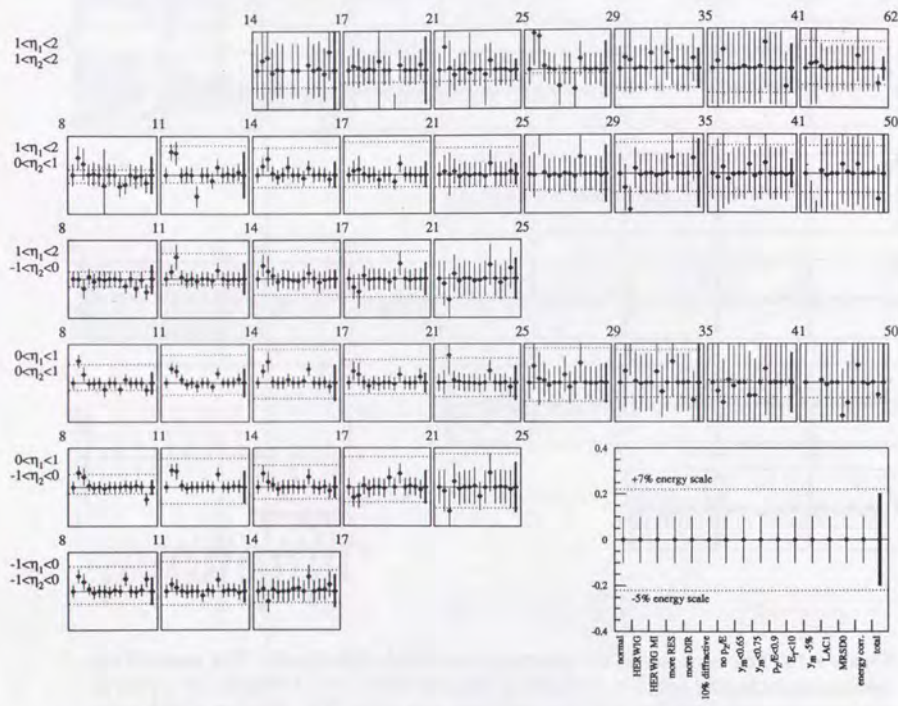 14 17 21 25 29 35 41 62
1<η₁<2
1<η₂<2
8 11 14 17 21 25 29 35 41 50
1<η₁<2
0<η₂<1
8 11 14 17 21 25
1<η₁<2
-1<η₂<0
8 11 14 17 21 25 29 35 41 50
0<η₁<1
0<η₂<1
8 11 14 17 21 25
0<η₁<1
-1<η₂<0
8 11 14 17
-1<η₁<0
-1<η₂<0
0.4
+7% energy scale
0.2
0
-0.2
-5% energy scale
-0.4
normal
HERWIG
HERWIG MI
more RES
more DIR
10% diffractive
no p_z/E
y_m<0.65
y_m<0.75
p_z/E<0.9
E_T<10
y_m -5%
LAC1
MRSD0
energy corr.
total